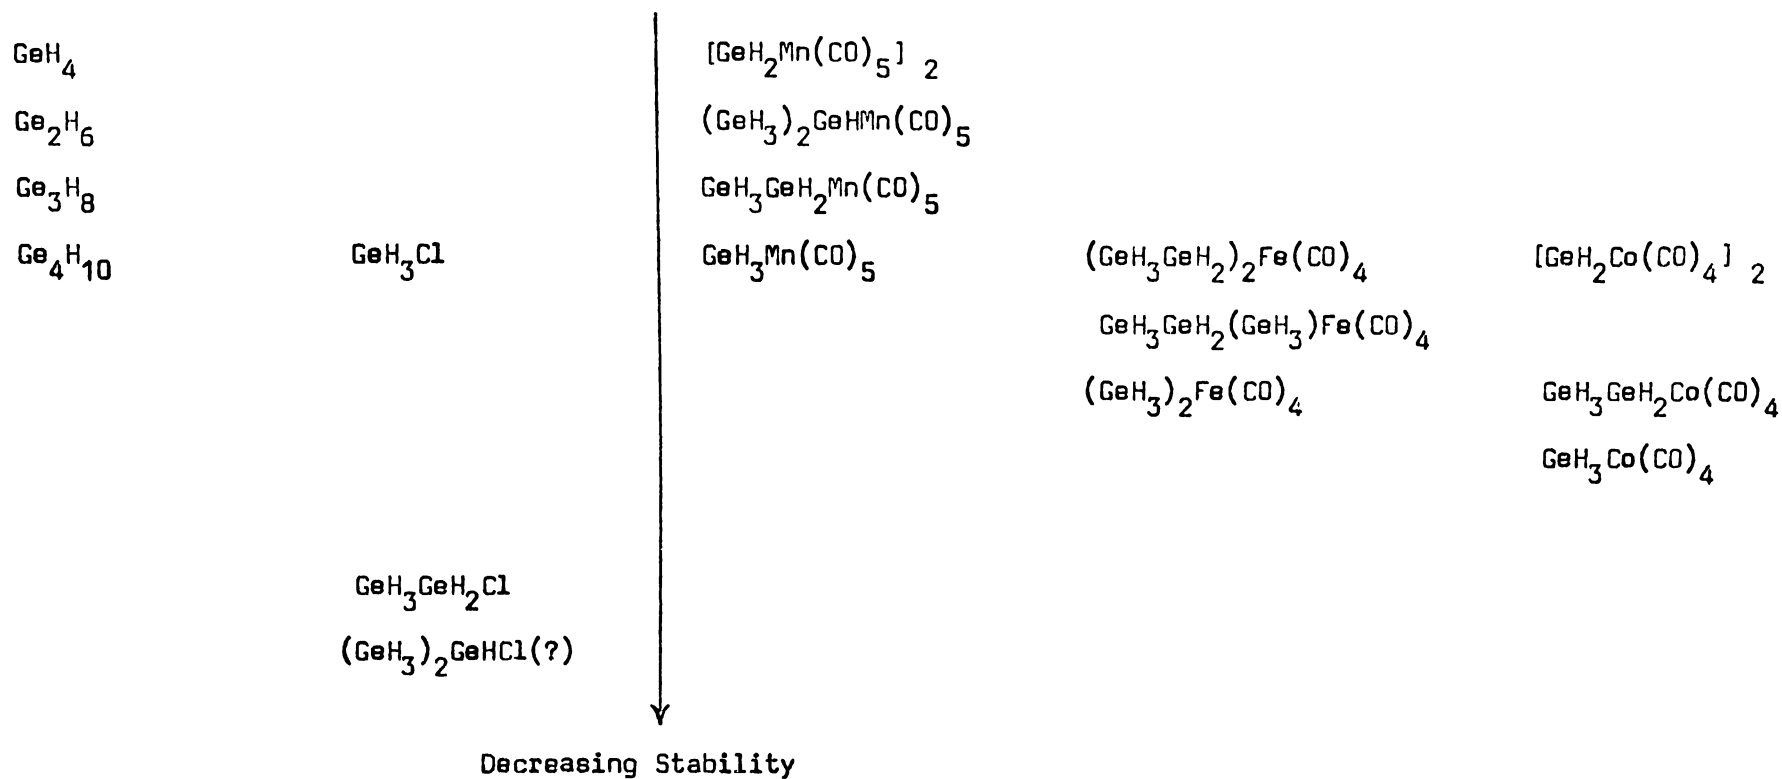 GeH4 [GeH2Mn(CO)5] 2
Ge2H6 (GeH3)2GeHMn(CO)5
Ge3H8 GeH3GeH2Mn(CO)5
Ge4H10 GeH3Cl GeH3Mn(CO)5 (GeH3GeH2)2Fe(CO)4 [GeH2Co(CO)4] 2
GeH3GeH2(GeH3)Fe(CO)4
(GeH3)2Fe(CO)4 GeH3GeH2Co(CO)4
GeH3Co(CO)4
GeH3GeH2Cl
(GeH3)2GeHCl(?)
Decreasing Stability